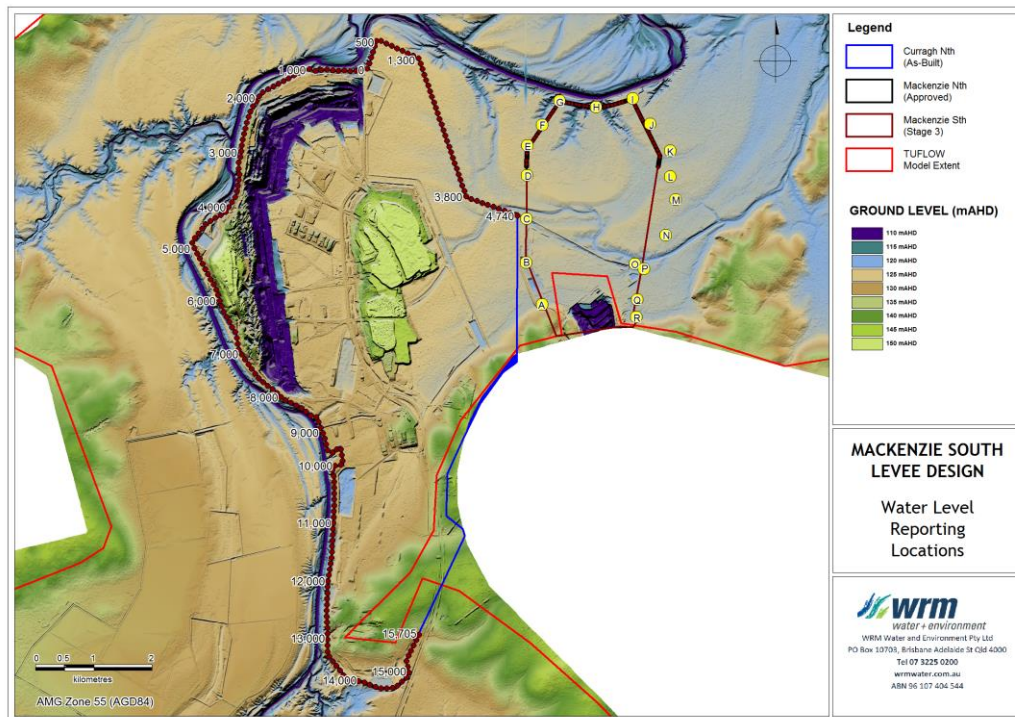 500
1,300
1,000
0
2,000
3,000
3,800
4,740
4,000
5,000
6,000
7,000
8,000
9,000
10,000
11,000
12,000
13,000
14,000
15,000
15,705
G
H
I
F
J
E
K
D
L
M
C
N
B
O
P
A
Q
R
0 0.5 1 2
kilometres
AMG Zone 55 (AGD84)
Legend
Curragh Nth
(As-Built)
Mackenzie Nth
(Approved)
Mackenzie Sth
(Stage 3)
TUFLOW
Model Extent
GROUND LEVEL (mAHD)
110 mAHD
115 mAHD
120 mAHD
125 mAHD
130 mAHD
135 mAHD
140 mAHD
145 mAHD
150 mAHD
MACKENZIE SOUTH
LEVEE DESIGN
Water Level
Reporting
Locations
wrm
water + environment
WRM Water and Environment Pty Ltd
PO Box 10703, Brisbane Adelaide St Qld 4000
Tel 07 3225 0200
wrmwater.com.au
ABN 96 107 404 544